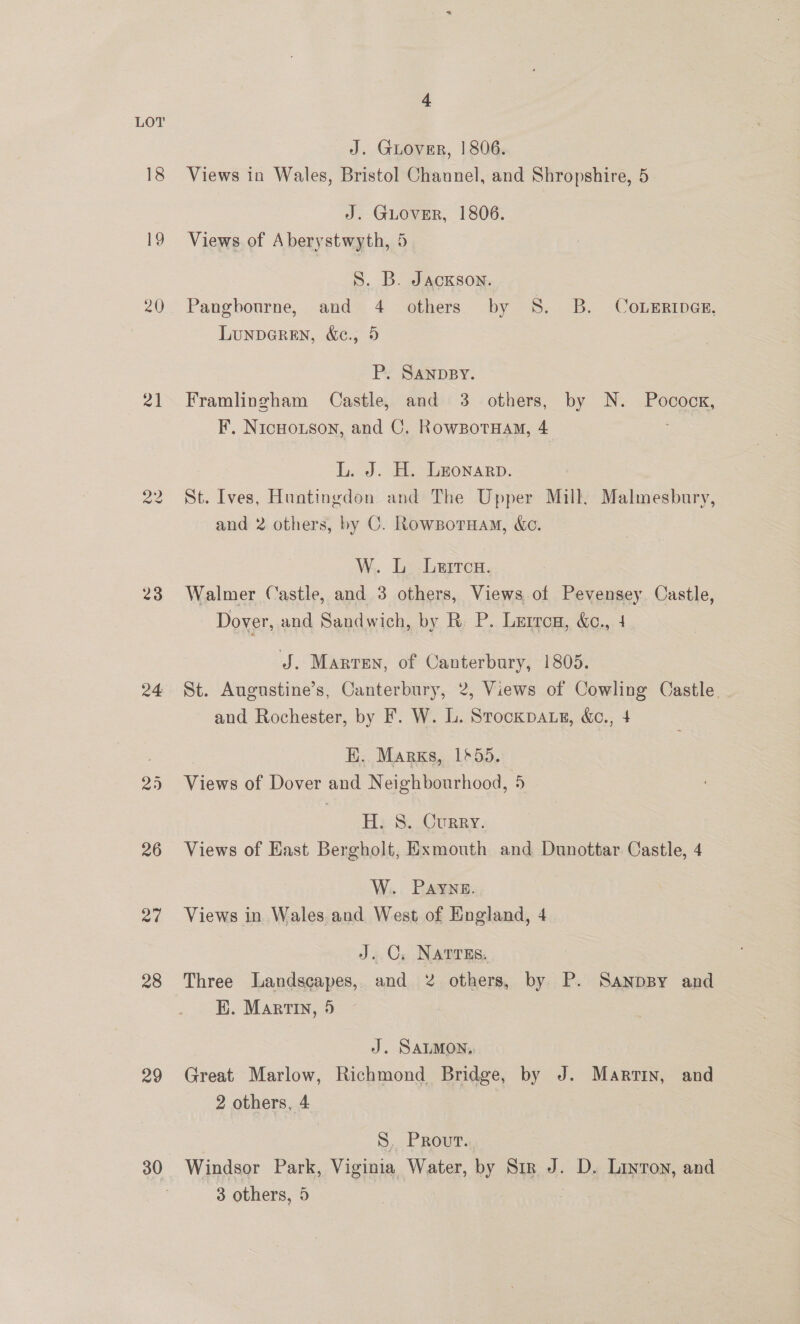 4
LOT
J. GLOVER, 1806.
18 Views in Wales, Bristol Channel, and Shropshire, 5
J. GLOVER, 1806.
19 Views of Aberystwyth, 5
S. B. JACKSON.
20 Pangbourne, and 4 others by S. B. COLERIDGE,
LUNDGREN, &c., 5
P. SANDBY.
21 Framlingham Castle, and 3 others, by N. POCOCK,
F. NICHOLSON, and C. ROWBOTHAM, 4
L. J. H. LEONARD.
22 St. Ives, Huntingdon and The Upper Mill, Malmesbury,
and 2 others, by C. ROWBOTHAM, &c.
W. L LEITCH.
23 Walmer Castle, and 3 others, Views of Pevensey Castle,
Dover, and Sandwich, by R. P. LEITCH, &c., 4
J. MARTEN, of Canterbury, 1805.
24 St. Augustine's, Canterbury, 2, Views of Cowling Castle
and Rochester, by F. W. L. STOCKDALE, &c., 4
E. MARKS, 1855.
25 Views of Dover and Neighbourhood, 5
H. S. CURRY.
26 Views of East Bergholt, Exmouth and Dunottar Castle, 4
W. PAYNE.
27 Views in Wales and West of England, 4
J. C. NATTES.
28 Three Landscapes, and 2 others, by P. SANDBY and
E. MARTIN, 5
J. SALMON.
29 Great Marlow, Richmond Bridge, by J. MARTIN, and
2 others, 4
S. PROUT.
30 Windsor Park, Viginia Water, by SIR J. D. LINTON, and
3 others, 5